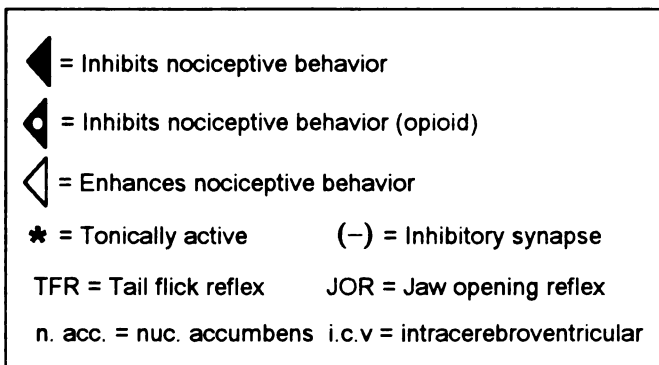 = Inhibits nociceptive behavior
= Inhibits nociceptive behavior (opioid)
= Enhances nociceptive behavior
* = Tonically active (−) = Inhibitory synapse
TFR = Tail flick reflex JOR = Jaw opening reflex
n. acc. = nuc. accumbens i.c.v = intracerebroventricular